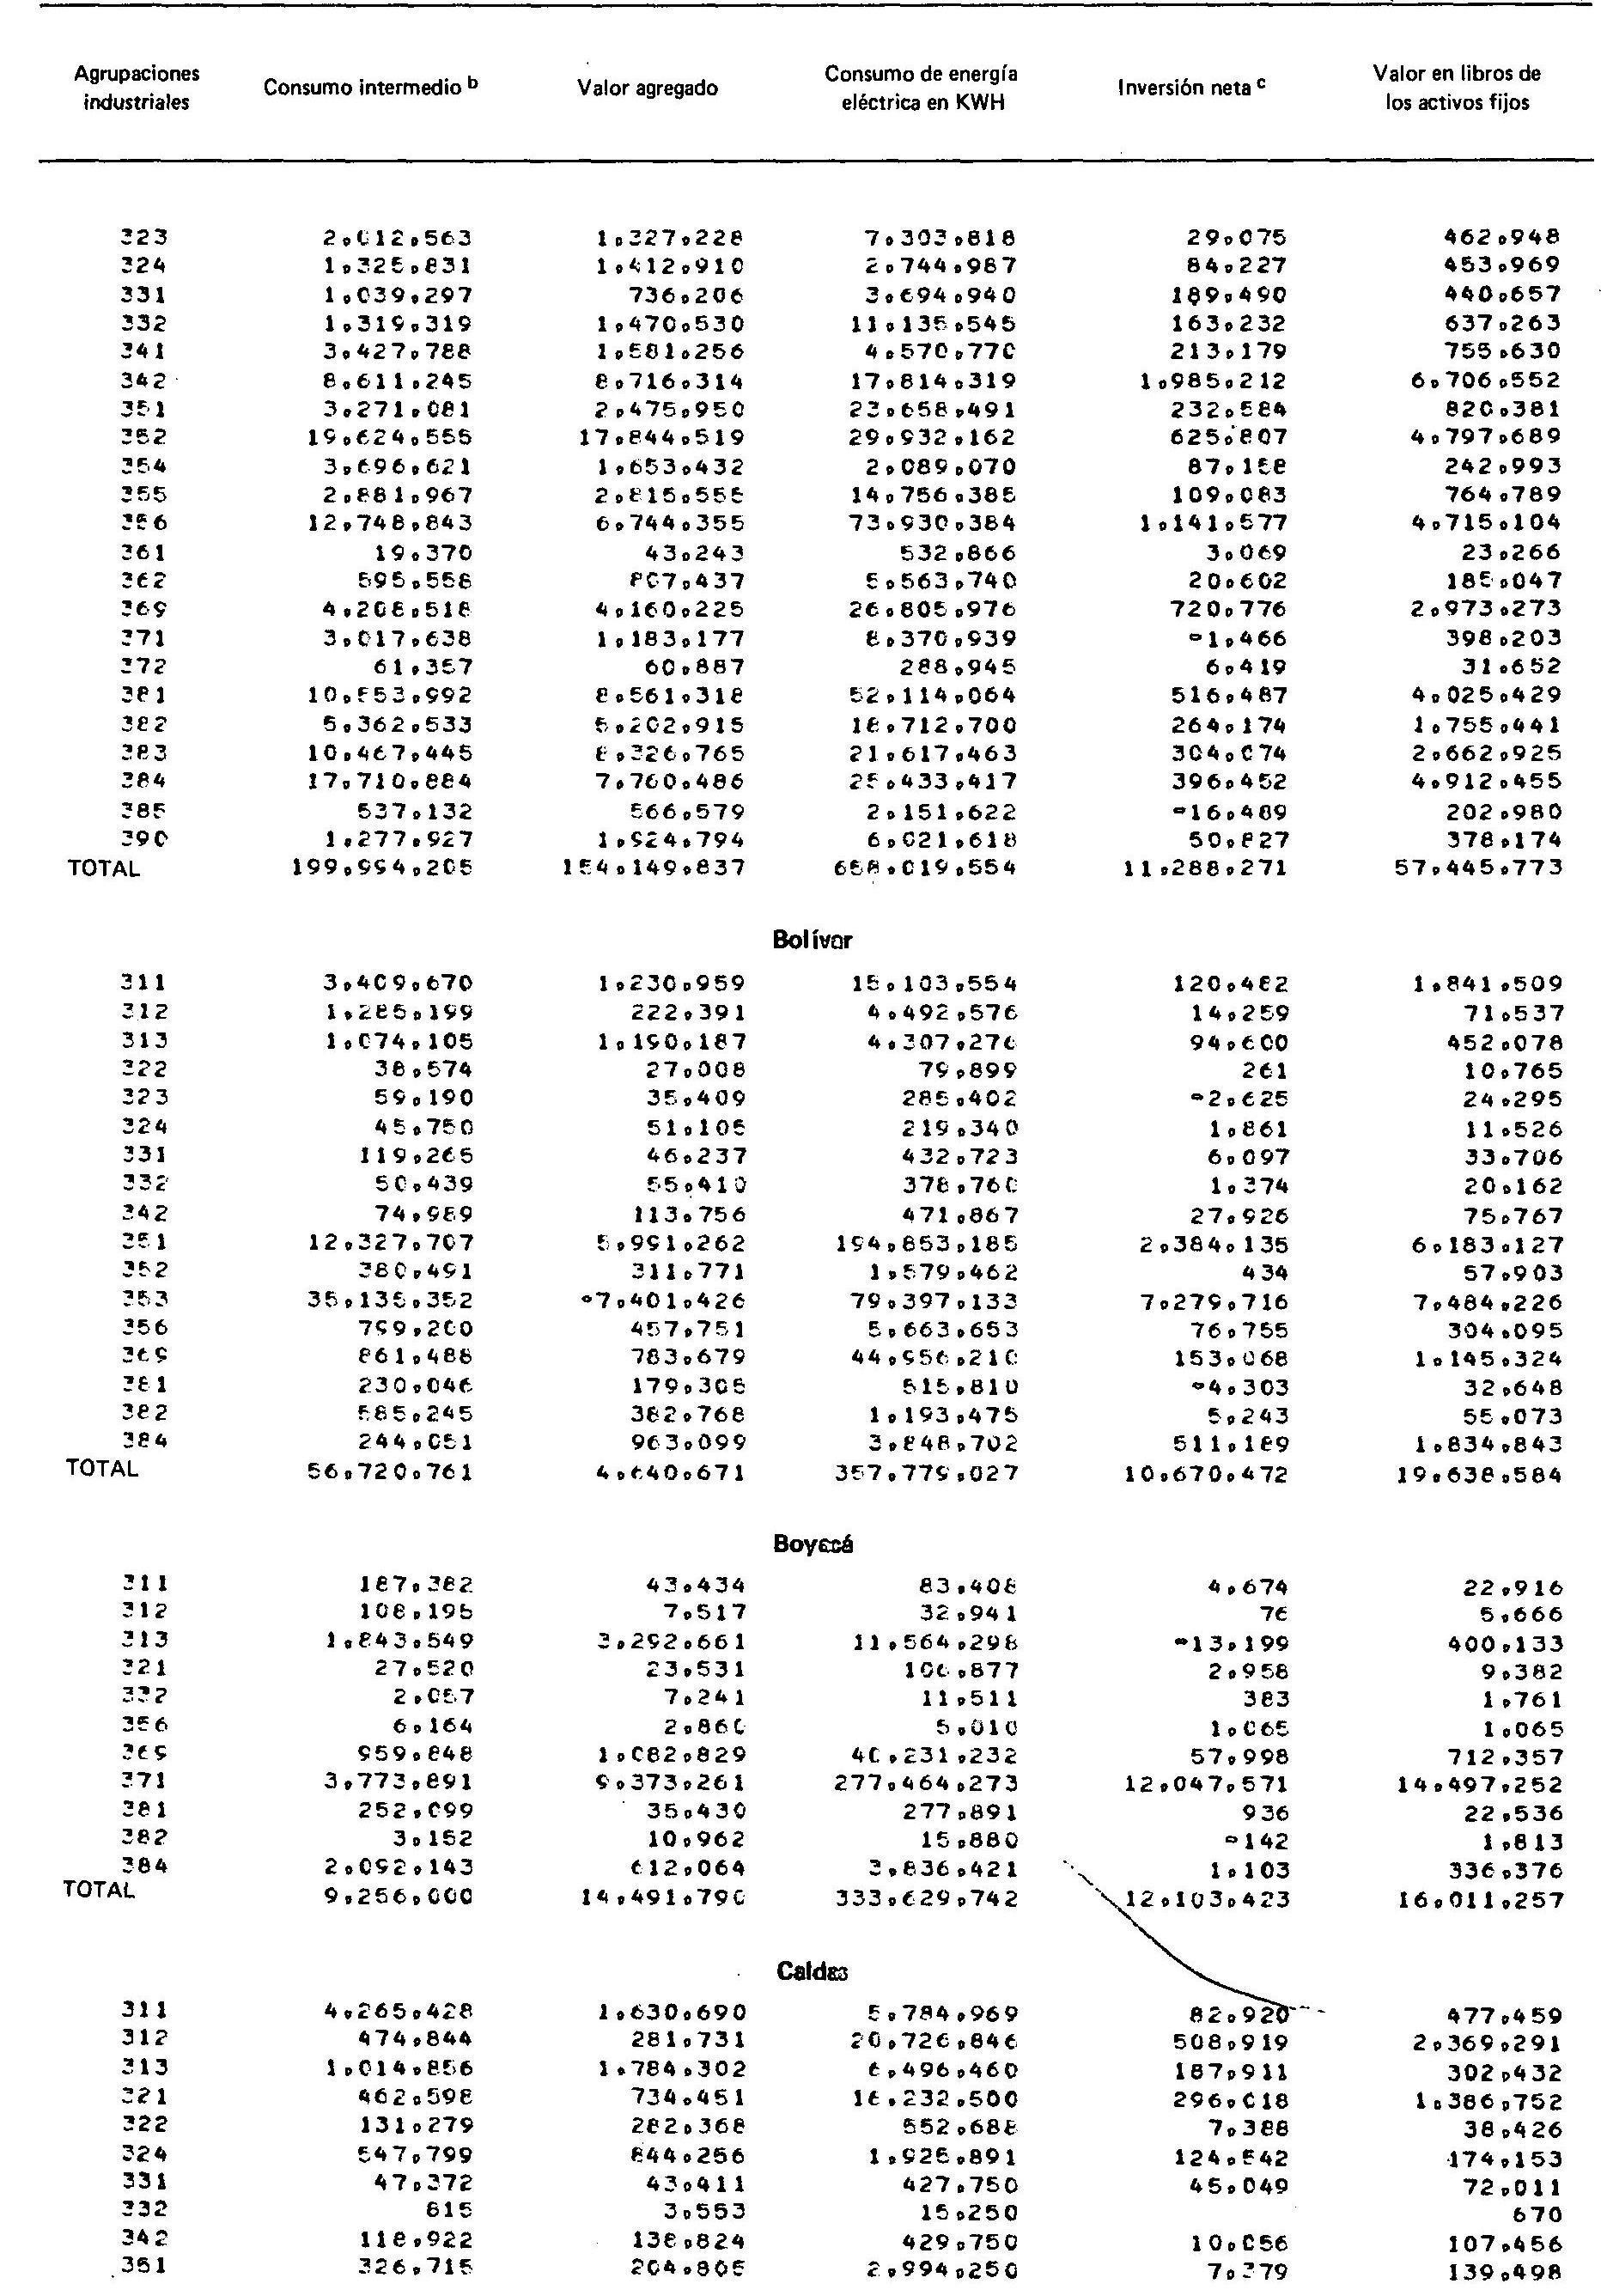 Agrupaciones industriales Consumo intermedio b Valor agregado Consumo de energía eléctrica en KWH Inversión neta c Valor en libros de los activos fijos
323 2.012.563 1.327.228 7.303.818 29.075 462.948
324 1.325.831 1.412.910 2.744.987 84.227 453.969
331 1.039.297 736.206 3.694.940 189.490 440.657
332 1.319.319 1.470.530 11.135.545 163.232 637.263
341 3.427.788 1.581.256 4.570.770 213.179 755.630
342 8.611.245 8.716.314 17.814.319 1.985.212 6.706.552
351 3.271.081 2.475.950 23.658.491 232.584 820.381
352 19.624.555 17.844.519 29.932.162 625.807 4.797.689
354 3.696.621 1.653.432 2.089.070 87.158 242.993
355 2.881.967 2.815.555 14.756.385 109.083 764.789
356 12.748.843 6.744.355 73.930.384 1.141.577 4.715.104
361 19.370 43.243 532.866 3.069 23.266
362 595.558 807.437 5.563.740 20.602 185.047
369 4.208.518 4.160.225 26.805.976 720.776 2.973.273
371 3.017.638 1.183.177 8.370.939 -1.466 398.203
372 61.357 60.887 288.945 6.419 31.652
381 10.553.992 8.561.318 52.114.064 516.487 4.025.429
382 5.362.533 5.202.915 18.712.700 264.174 1.755.441
383 10.467.445 8.326.765 21.617.463 304.074 2.662.925
384 17.710.884 7.760.486 25.433.417 396.452 4.912.455
385 537.132 566.579 2.151.622 -16.489 202.980
390 1.277.927 1.924.794 6.021.618 50.827 378.174
TOTAL 199.994.205 154.149.837 658.019.554 11.288.271 57.445.773
Bolívar
311 3.409.670 1.230.959 15.103.554 120.482 1.841.509
312 1.285.199 222.391 4.492.576 14.259 71.537
313 1.074.105 1.190.187 4.307.276 94.600 452.078
322 38.574 27.008 79.899 261 10.765
323 59.190 35.409 285.402 -2.625 24.295
324 45.750 51.105 219.340 1.861 11.526
331 119.265 46.237 432.723 6.097 33.706
332 50.439 55.410 378.760 1.374 20.162
342 74.989 113.756 471.867 27.926 75.767
351 12.327.707 5.991.262 194.853.185 2.384.135 6.183.127
352 380.491 311.771 1.579.462 434 57.903
353 35.135.352 -7.401.426 79.397.133 7.279.716 7.484.226
356 799.200 457.751 5.663.653 76.755 304.095
369 861.488 783.679 44.956.210 153.068 1.145.324
381 230.046 179.305 515.810 -4.303 32.648
382 585.245 382.768 1.193.475 5.243 55.073
384 244.051 963.099 3.848.702 511.189 1.834.843
TOTAL 56.720.761 4.640.671 357.779.027 10.670.472 19.638.584
Boyacá
311 187.382 43.434 83.408 4.674 22.916
312 108.195 7.517 32.941 76 5.666
313 1.843.549 3.292.661 11.564.298 -13.199 400.133
321 27.520 23.531 106.877 2.958 9.382
332 2.057 7.241 11.511 383 1.761
356 6.164 2.860 5.010 1.065 1.065
369 959.848 1.082.829 40.231.232 57.998 712.357
371 3.773.891 9.373.261 277.464.273 12.047.571 14.497.252
381 252.099 35.430 277.891 936 22.536
382 3.152 10.962 15.880 -142 1.813
384 2.092.143 612.064 3.836.421 1.103 336.376
TOTAL 9.256.000 14.491.790 333.629.742 12.103.423 16.011.257
Caldas
311 4.265.428 1.630.690 5.784.969 82.920 477.459
312 474.844 281.731 20.726.846 508.919 2.369.291
313 1.014.856 1.784.302 6.496.460 187.911 302.432
321 462.598 734.451 16.232.500 296.018 1.386.752
322 131.279 282.368 552.688 7.388 38.426
324 547.799 844.256 1.925.891 124.542 174.153
331 47.372 43.411 427.750 45.049 72.011
332 815 3.553 15.250 670
342 118.922 138.824 429.750 10.056 107.456
351 326.715 204.805 2.994.250 7.379 139.498